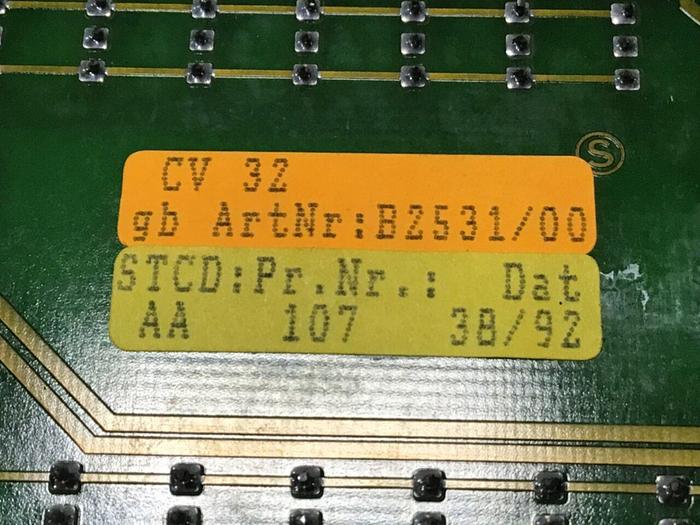 S
CV 32
gb ArtNr:B2531/00
STCD:Pr.Nr.: Dat
AA 107 38/92